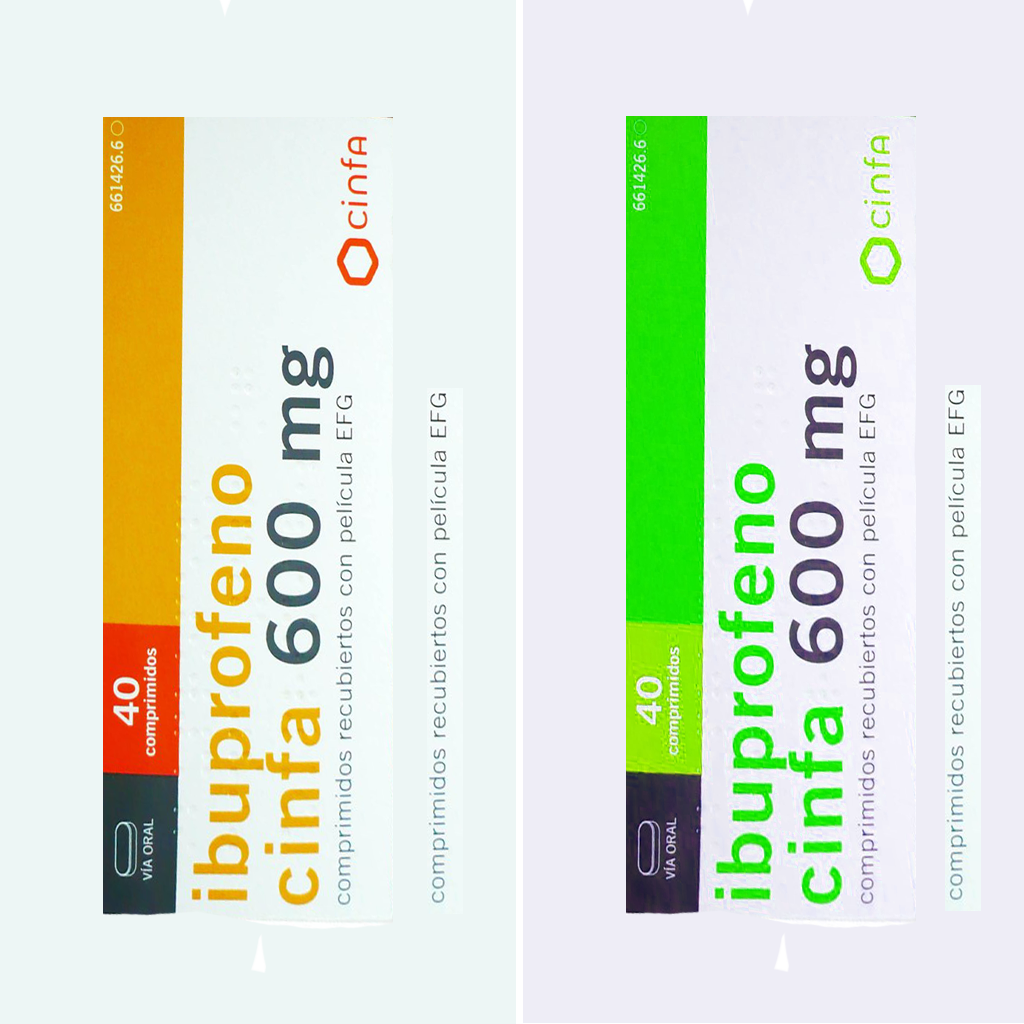 661426.6
40
comprimidos
VÍA ORAL
cinfa
ibuprofeno
cinfa 600 mg
comprimidos recubiertos con película EFG
comprimidos recubiertos con película EFG
661426.6
40
comprimidos
VÍA ORAL
cinfa
ibuprofeno
cinfa 600 mg
comprimidos recubiertos con película EFG
comprimidos recubiertos con película EFG